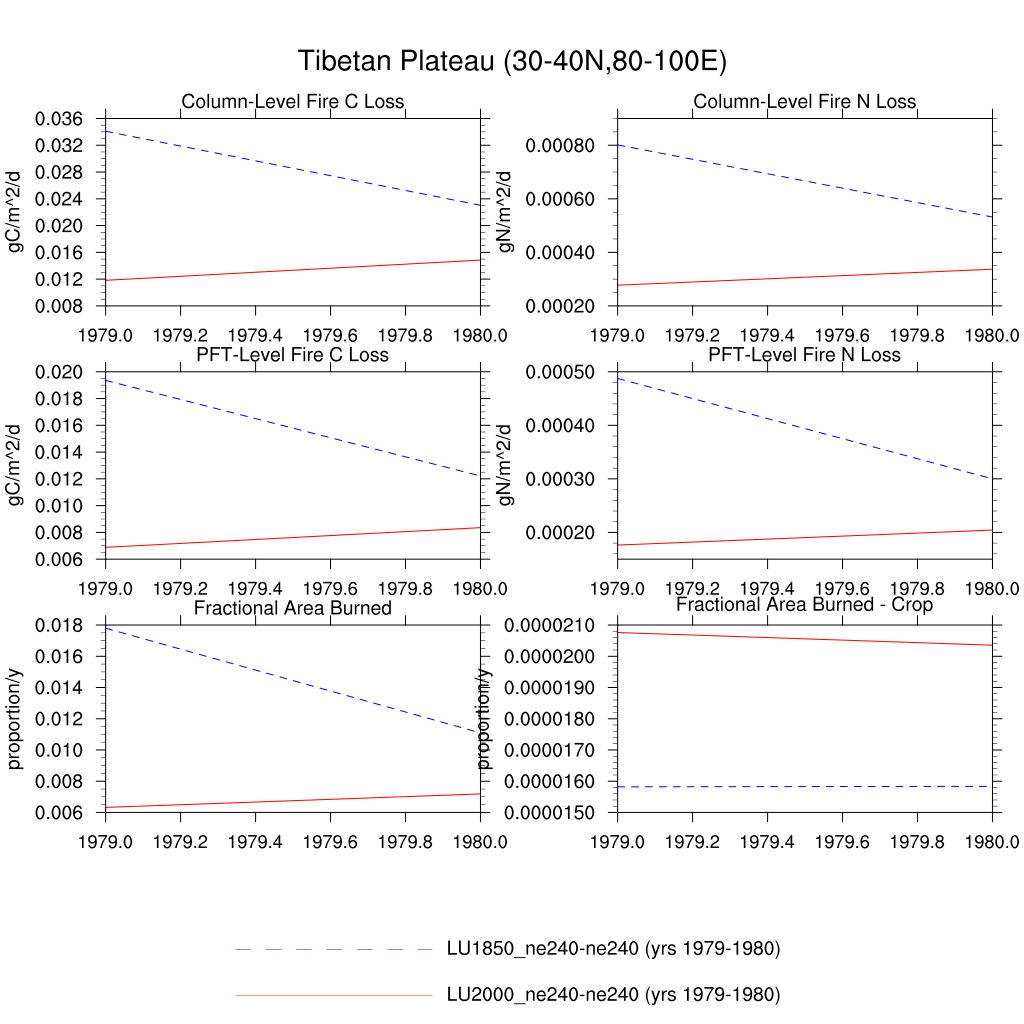 Tibetan Plateau (30-40N,80-100E)
Column-Level Fire C Loss
gC/m^2/d
0.036
0.032
0.028
0.024
0.020
0.016
0.012
0.008
1979.0 1979.2 1979.4 1979.6 1979.8 1980.0
Column-Level Fire N Loss
gN/m^2/d
0.00080
0.00060
0.00040
0.00020
1979.0 1979.2 1979.4 1979.6 1979.8 1980.0
PFT-Level Fire C Loss
gC/m^2/d
0.020
0.018
0.016
0.014
0.012
0.010
0.008
0.006
1979.0 1979.2 1979.4 1979.6 1979.8 1980.0
PFT-Level Fire N Loss
gN/m^2/d
0.00050
0.00040
0.00030
0.00020
1979.0 1979.2 1979.4 1979.6 1979.8 1980.0
Fractional Area Burned
proportion/y
0.018
0.016
0.014
0.012
0.010
0.008
0.006
1979.0 1979.2 1979.4 1979.6 1979.8 1980.0
Fractional Area Burned - Crop
proportion/y
0.0000210
0.0000200
0.0000190
0.0000180
0.0000170
0.0000160
0.0000150
1979.0 1979.2 1979.4 1979.6 1979.8 1980.0
LU1850_ne240-ne240 (yrs 1979-1980)
LU2000_ne240-ne240 (yrs 1979-1980)